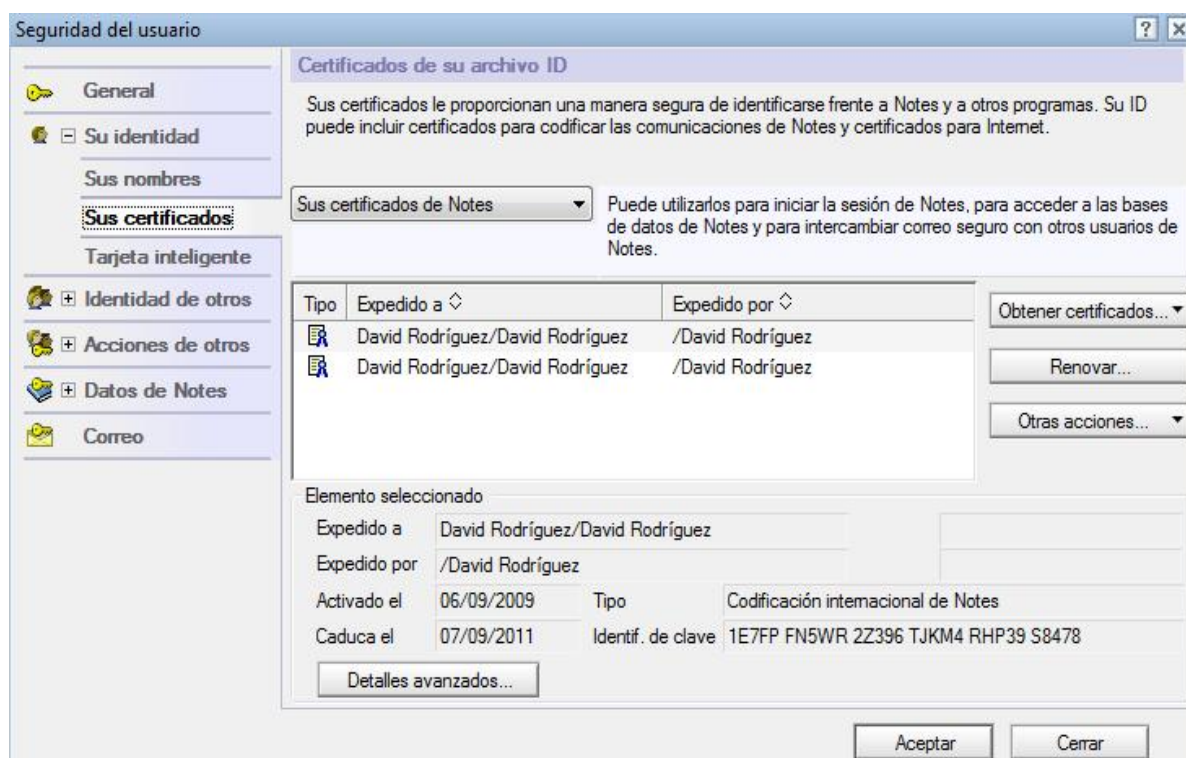 Seguridad del usuario
General
Su identidad
Sus nombres
Sus certificados
Tarjeta inteligente
Identidad de otros
Acciones de otros
Datos de Notes
Correo
Certificados de su archivo ID
Sus certificados le proporcionan una manera segura de identificarse frente a Notes y a otros programas. Su ID
puede incluir certificados para codificar las comunicaciones de Notes y certificados para Internet.
Sus certificados de Notes
Puede utilizarlos para iniciar la sesión de Notes, para acceder a las bases
de datos de Notes y para intercambiar correo seguro con otros usuarios de
Notes.
Tipo Expedido a Expedido por
David Rodríguez/David Rodríguez /David Rodríguez
David Rodríguez/David Rodríguez /David Rodríguez
Obtener certificados...
Renovar...
Otras acciones...
Elemento seleccionado
Expedido a David Rodríguez/David Rodríguez
Expedido por /David Rodríguez
Activado el 06/09/2009 Tipo Codificación internacional de Notes
Caduca el 07/09/2011 Identif. de clave 1E7FP FN5WR 2Z396 TJKM4 RHP39 S8478
Detalles avanzados...
Aceptar Cerrar